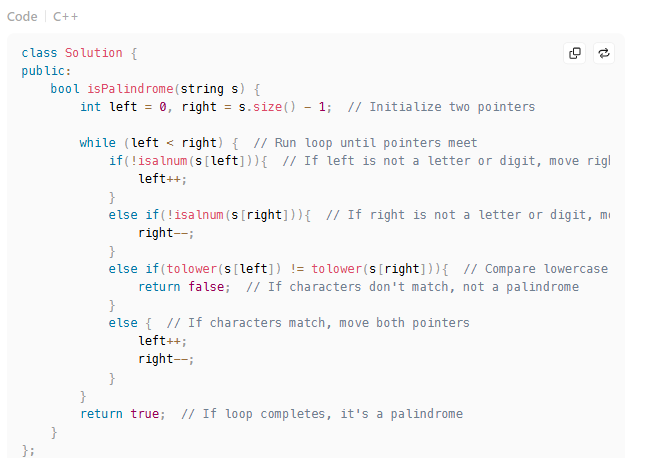 Code | C++
class Solution {
public:
    bool isPalindrome(string s) {
        int left = 0, right = s.size() - 1;  // Initialize two pointers
        while (left < right) {  // Run loop until pointers meet
            if(!isalnum(s[left])){  // If left is not a letter or digit, move
                left++;
            }
            else if(!isalnum(s[right])){  // If right is not a letter or digit,
                right--;
            }
            else if(tolower(s[left]) != tolower(s[right])){  // Compare lowercase
                return false;  // If characters don't match, not a palindrome
            }
            else {  // If characters match, move both pointers
                left++;
                right--;
            }
        }
        return true;  // If loop completes, it's a palindrome
    }
};